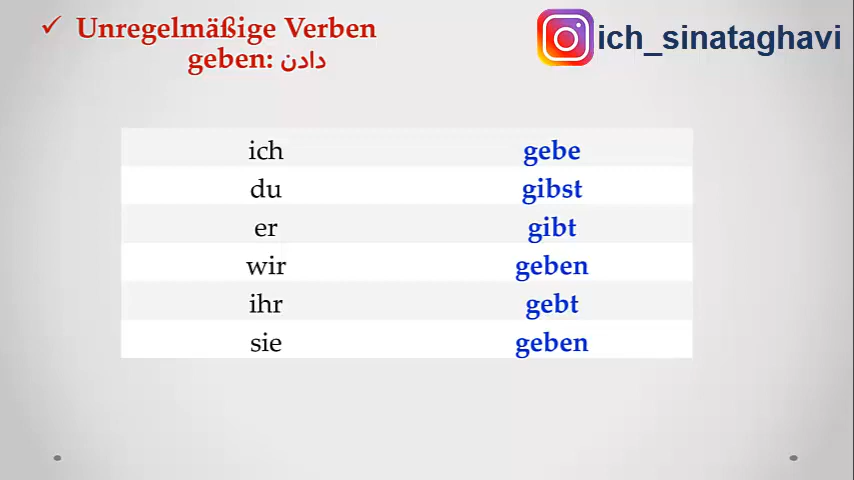 ✓ Unregelmäßige Verben
geben: دادن
ich_sinataghavi
ich gebe
du gibst
er gibt
wir geben
ihr gebt
sie geben